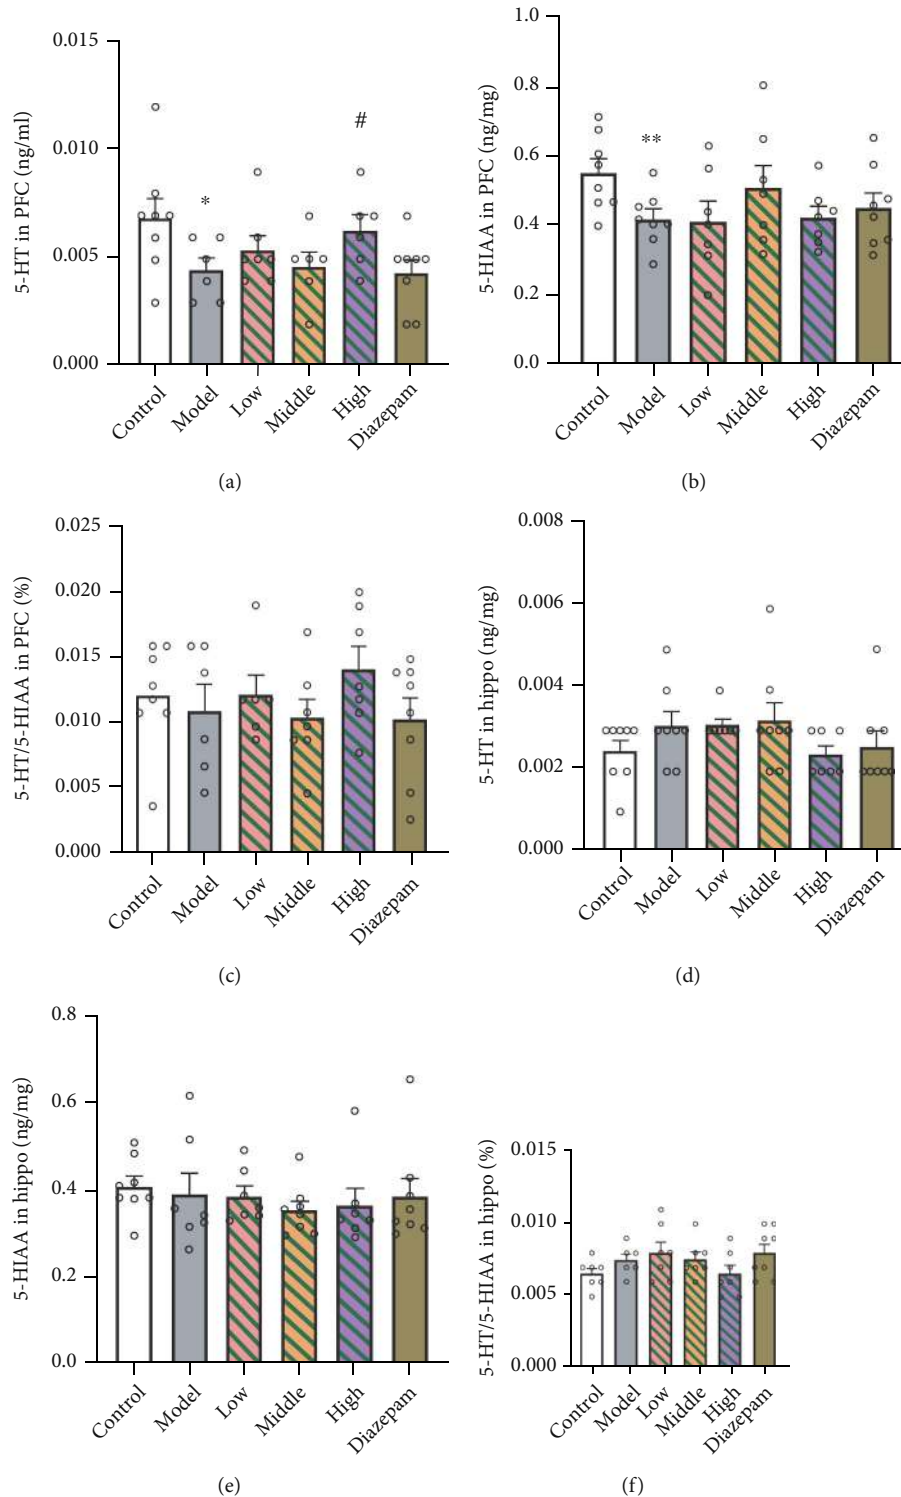 5-HT in PFC (ng/ml)
0.015
0.010
0.005
0.000
*
#
Control
Model
Low
Middle
High
Diazepam
(a)
5-HIAA in PFC (ng/mg)
1.0
0.8
0.6
0.4
0.2
0.0
**
Control
Model
Low
Middle
High
Diazepam
(b)
5-HT/5-HIAA in PFC (%)
0.025
0.020
0.015
0.010
0.005
0.000
Control
Model
Low
Middle
High
Diazepam
(c)
5-HT in hippo (ng/mg)
0.008
0.006
0.004
0.002
0.000
Control
Model
Low
Middle
High
Diazepam
(d)
5-HIAA in hippo (ng/mg)
0.8
0.6
0.4
0.2
0.0
Control
Model
Low
Middle
High
Diazepam
(e)
5-HT/5-HIAA in hippo (%)
0.015
0.010
0.005
0.000
Control
Model
Low
Middle
High
Diazepam
(f)